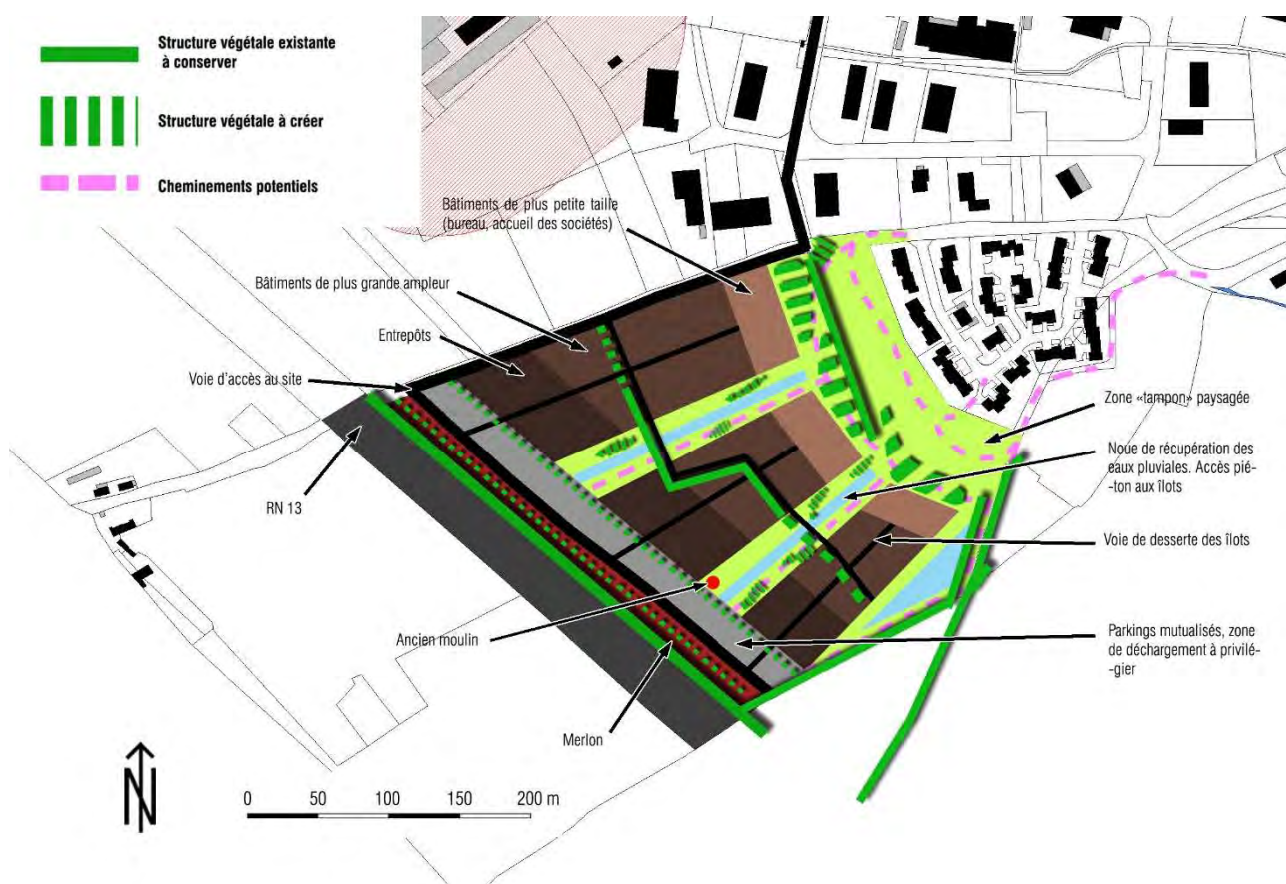 Structure végétale existante
à conserver
Structure végétale à créer
Cheminements potentiels
Bâtiments de plus petite taille
(bureau, accueil des sociétés)
Bâtiments de plus grande ampleur
Entrepôts
Voie d'accès au site
RN 13
Zone «tampon» paysagée
Noue de récupération des
eaux pluviales. Accès pié-
-ton aux îlots
Voie de desserte des îlots
Ancien moulin
Parkings mutualisés, zone
de déchargement à privilé-
-gier
Merlon
N
0 50 100 150 200 m